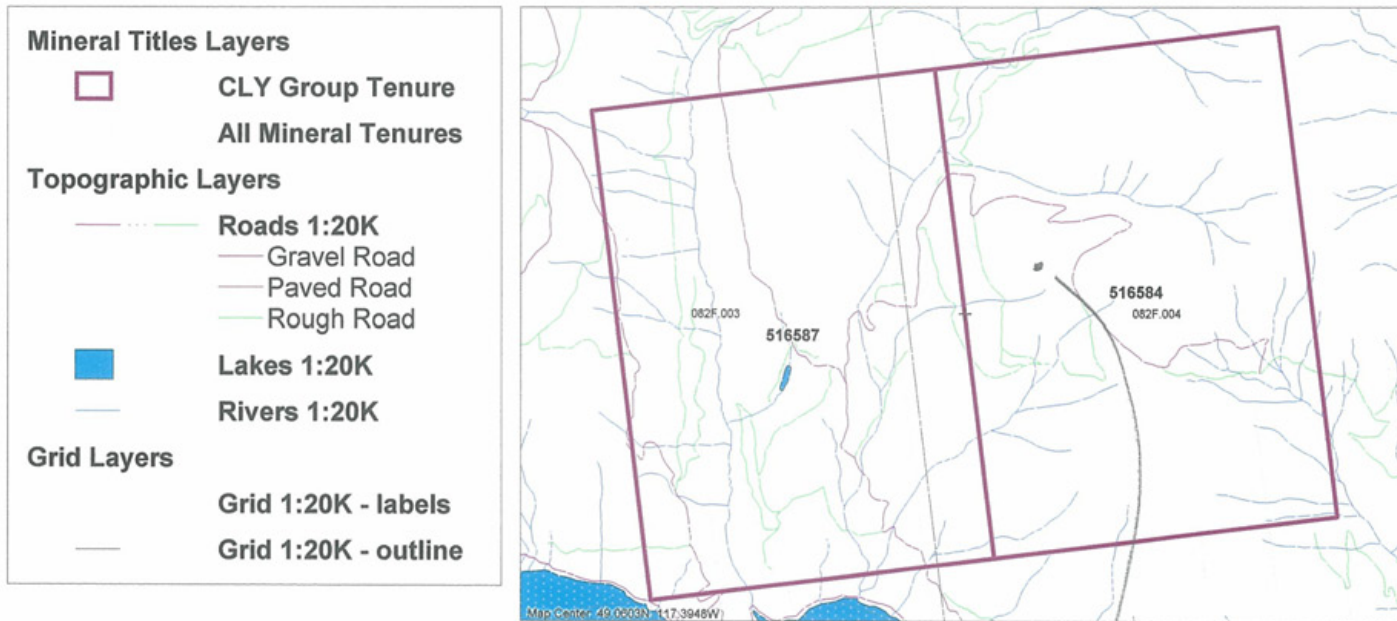 Mineral Titles Layers
CLY Group Tenure
All Mineral Tenures
Topographic Layers
Roads 1:20K
Gravel Road
Paved Road
Rough Road
Lakes 1:20K
Rivers 1:20K
Grid Layers
Grid 1:20K - labels
Grid 1:20K - outline
516584
082F.004
082F.003
516587
Map Center: 49.0603N, 117.3948W